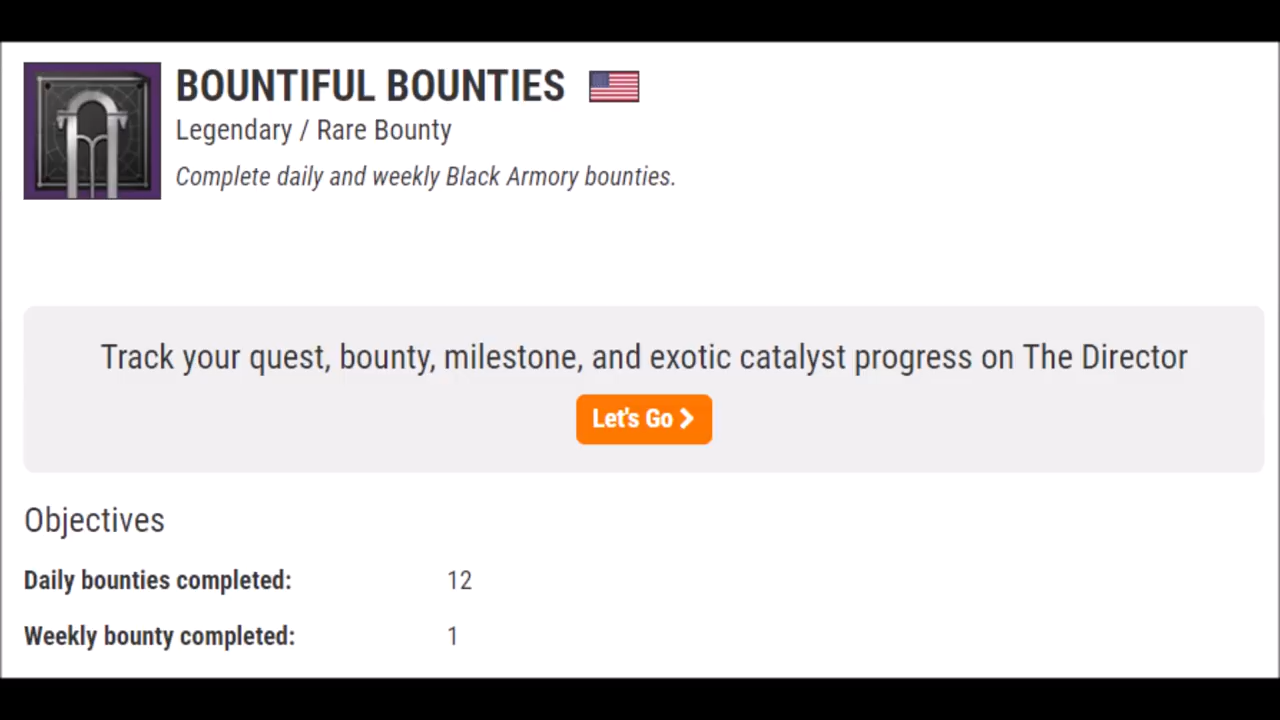 BOUNTIFUL BOUNTIES
Legendary / Rare Bounty
Complete daily and weekly Black Armory bounties.
Track your quest, bounty, milestone, and exotic catalyst progress on The Director
Let's Go
Objectives
Daily bounties completed: 12
Weekly bounty completed: 1